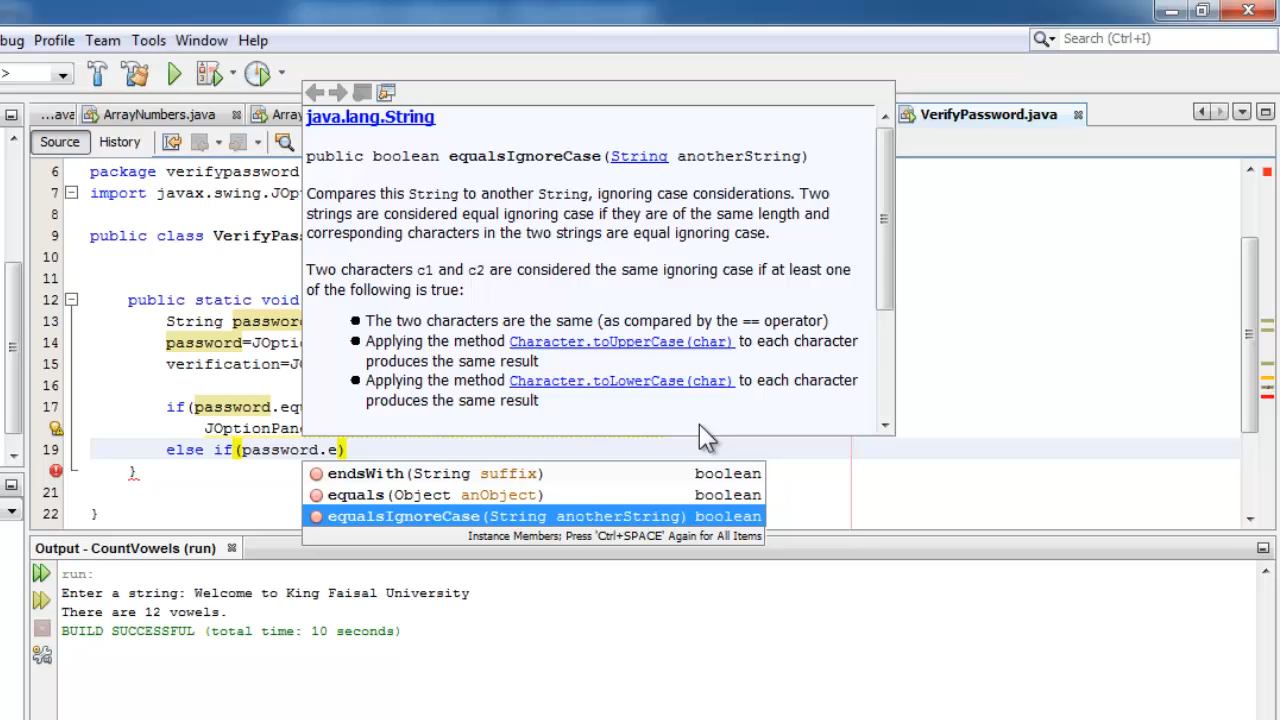 bug Profile Team Tools Window Help
Search (Ctrl+I)
>
...ava ArrayNumbers.java Array VerifyPassword.java
Source History
java.lang.String
public boolean equalsIgnoreCase(String anotherString)
Compares this String to another String, ignoring case considerations. Two
strings are considered equal ignoring case if they are of the same length and
corresponding characters in the two strings are equal ignoring case.
Two characters c1 and c2 are considered the same ignoring case if at least one
of the following is true:
● The two characters are the same (as compared by the == operator)
● Applying the method Character.toUpperCase(char) to each character
produces the same result
● Applying the method Character.toLowerCase(char) to each character
produces the same result
6 package verifypassword
7 import javax.swing.JOp
8
9 public class VerifyPas
10
11
12 public static void
13 String password
14 password=JOptio
15 verification=JO
16
17 if(password.equ
JOptionPane
19 else if(password.e)
}
21
22 }
endsWith(String suffix) boolean
equals(Object anObject) boolean
equalsIgnoreCase(String anotherString) boolean
Instance Members; Press 'Ctrl+SPACE' Again for All Items
Output - CountVowels (run)
run:
Enter a string: Welcome to King Faisal University
There are 12 vowels.
BUILD SUCCESSFUL (total time: 10 seconds)